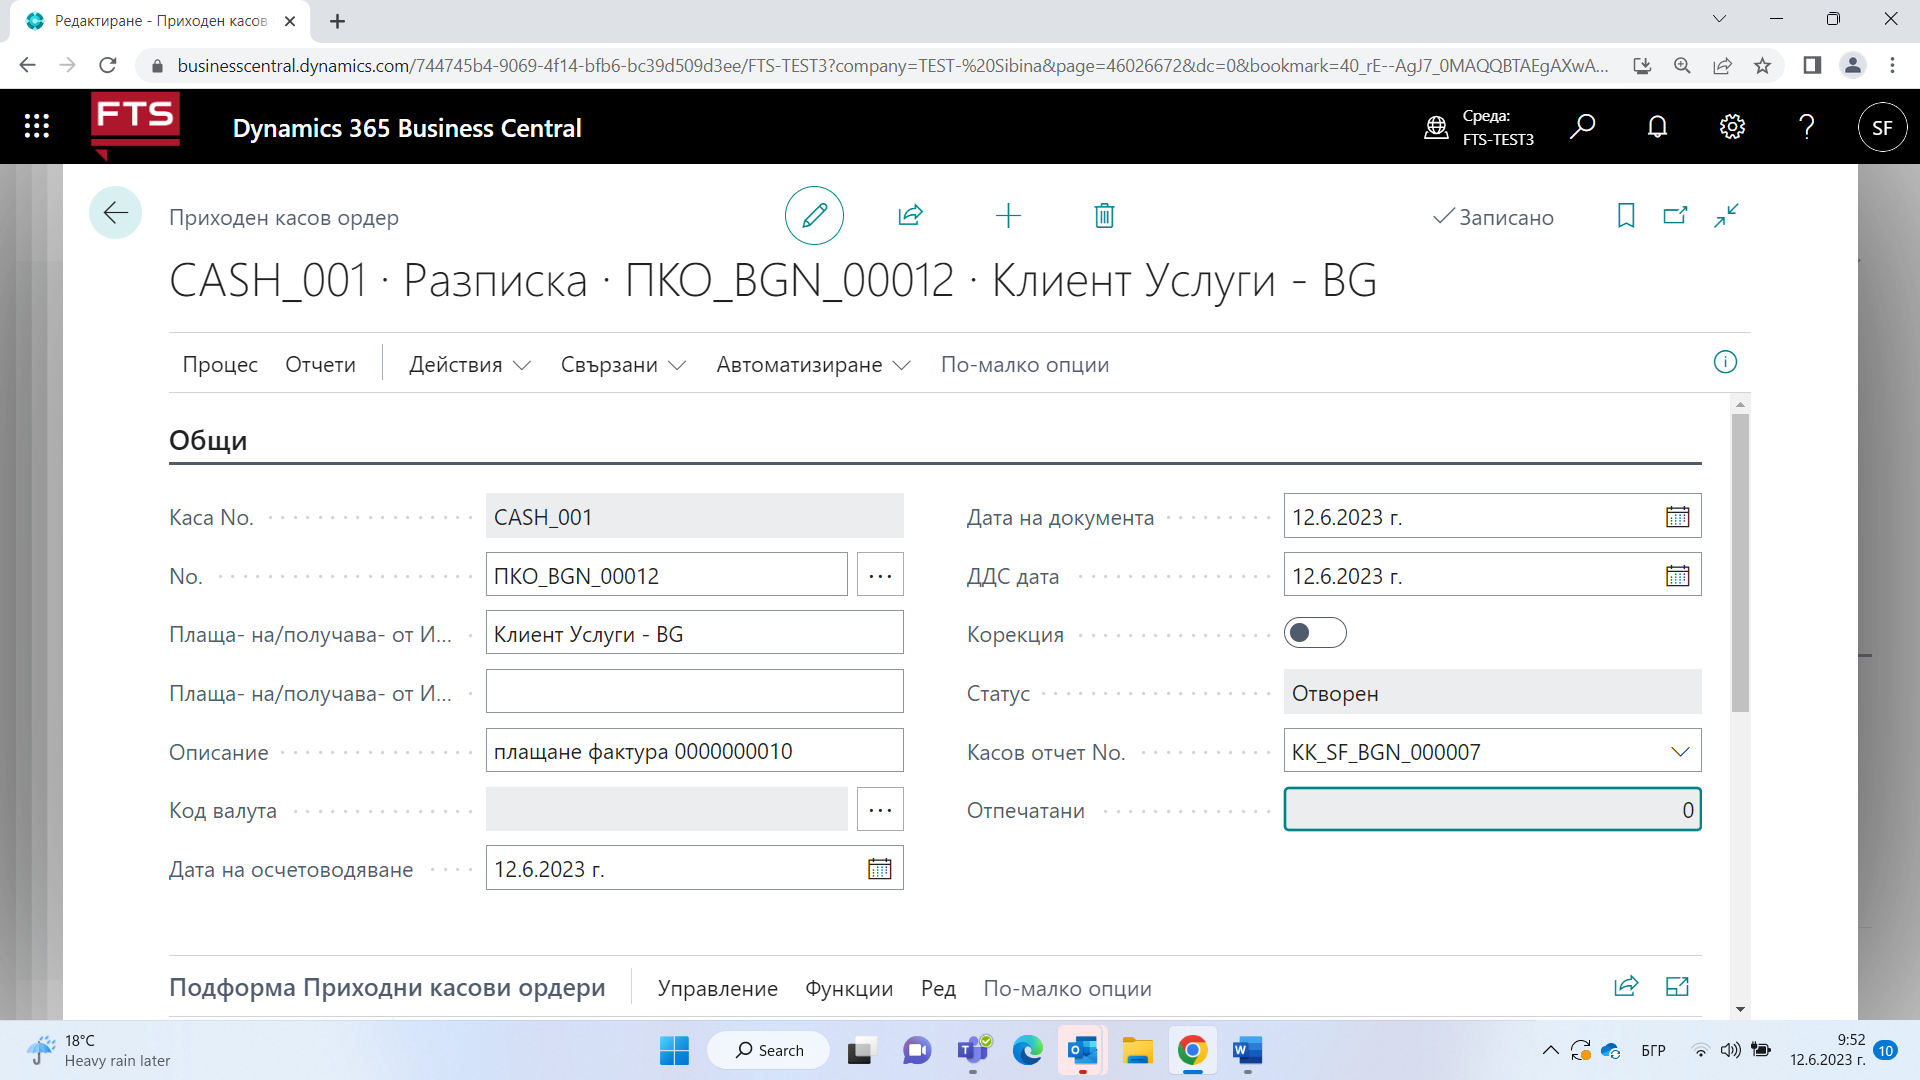 Редактиране - Приходен касов
businesscentral.dynamics.com/744745b4-9069-4f14-bfb6-bc39d509d3ee/FTS-TEST3?company=TEST-%20Sibina&page=46026672&dc=0&bookmark=40_rE--AgJ7_0MAQQBTAEgAXwA...
FTS
Dynamics 365 Business Central
Среда:
FTS-TEST3
SF
Приходен касов ордер
Записано
CASH_001 · Разписка · ПКО_BGN_00012 · Клиент Услуги - BG
Процес Отчети Действия Свързани Автоматизиране По-малко опции
Общи
Каса No. CASH_001
No. ПКО_BGN_00012
Плаща- на/получава- от И... Клиент Услуги - BG
Плаща- на/получава- от И...
Описание плащане фактура 0000000010
Код валута
Дата на осчетоводяване 12.6.2023 г.
Дата на документа 12.6.2023 г.
ДДС дата 12.6.2023 г.
Корекция
Статус Отворен
Касов отчет No. КК_SF_BGN_000007
Отпечатани 0
Подформа Приходни касови ордери Управление Функции Ред По-малко опции
18°C
Heavy rain later
Search
БГР
9:52
12.6.2023 г.
10